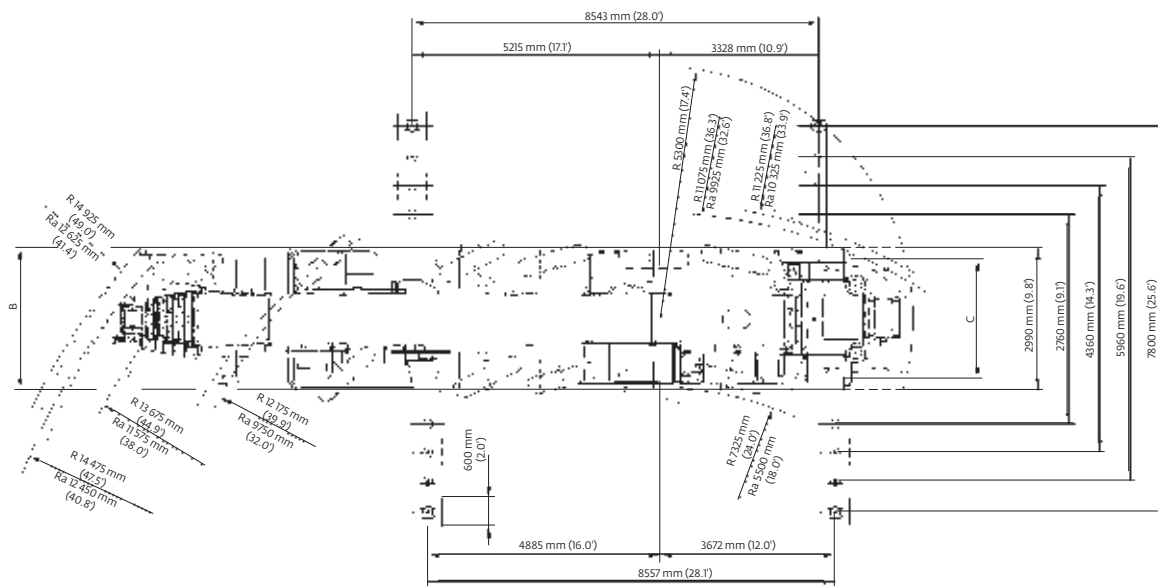 8543 mm (28.0')
5215 mm (17.1')
3328 mm (10.9')
R 5300 mm (17.4')
R 11 075 mm (36.3')
Ra 9925 mm (32.6')
R 11 225 mm (36.8')
Ra 10 325 mm (33.9')
R 14 925 mm
(49.0')
Ra 12 625 mm
(41.4')
B
C
2990 mm (9.8')
2760 mm (9.1')
4360 mm (14.3')
5960 mm (19.6')
7800 mm (25.6')
R 13 675 mm
(44.9')
Ra 11 575 mm
(38.0')
R 12 175 mm
(39.9')
Ra 9750 mm
(32.0')
R 14 475 mm
(47.5')
Ra 12 450 mm
(40.8')
600 mm
(2.0')
R 7325 mm
(24.0')
Ra 5500 mm
(18.0')
4885 mm (16.0')
3672 mm (12.0')
8557 mm (28.1')